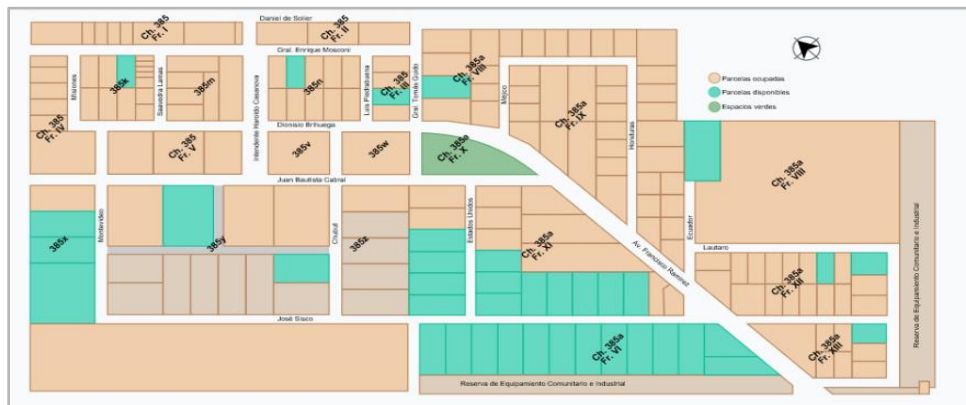 Daniel de Solier
Ch. 385
Fr. I
Ch. 385
Fr. II
Gral. Enrique Mosconi
Misiones
385k
Saavedra Lamas
385m
Intendente Haroldo Casanova
385n
Luis Piedrabuena
Ch. 385
Fr. III
Gral. Tomás Guido
Ch. 385a
Fr. VIII
México
Ch. 385a
Fr. IX
Honduras
Parcelas ocupadas
Parcelas disponibles
Espacios verdes
Ch. 385
Fr. IV
Dionisio Brihuega
Ch. 385
Fr. V
385v
385w
Ch. 385a
Fr. X
Ch. 385a
Fr. VIII
Juan Bautista Cabral
385x
Montevideo
385y
Chubut
385z
Estados Unidos
Ch. 385a
Fr. XI
Av. Francisco Ramírez
Ecuador
Lautaro
Ch. 385a
Fr. XII
Reserva de Equipamiento Comunitario e Industrial
José Sisco
Ch. 385a
Fr. VI
Ch. 385a
Fr. XIII
Reserva de Equipamiento Comunitario e Industrial